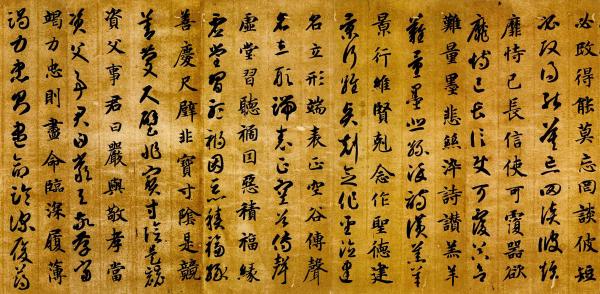 必改得能莫忘罔談彼短
必改得能莫忘罔談彼短
靡恃己長信使可覆器欲
靡恃己長信使可覆器欲
難量墨悲絲淬詩讚羔羊
難量墨悲絲淬詩讚羔羊
景行維賢剋念作聖德建
景行維賢剋念作聖德建
名立形端表正空谷傳聲
名立形端表正空谷傳聲
虛堂習聽禍因惡積福緣
虛堂習聽禍因惡積福緣
善慶尺璧非寶寸陰是競
善慶尺璧非寶寸陰是競
資父事君曰嚴與敬孝當
資父事君曰嚴與敬孝當
竭力忠則盡命臨深履薄
竭力忠則盡命臨深履薄